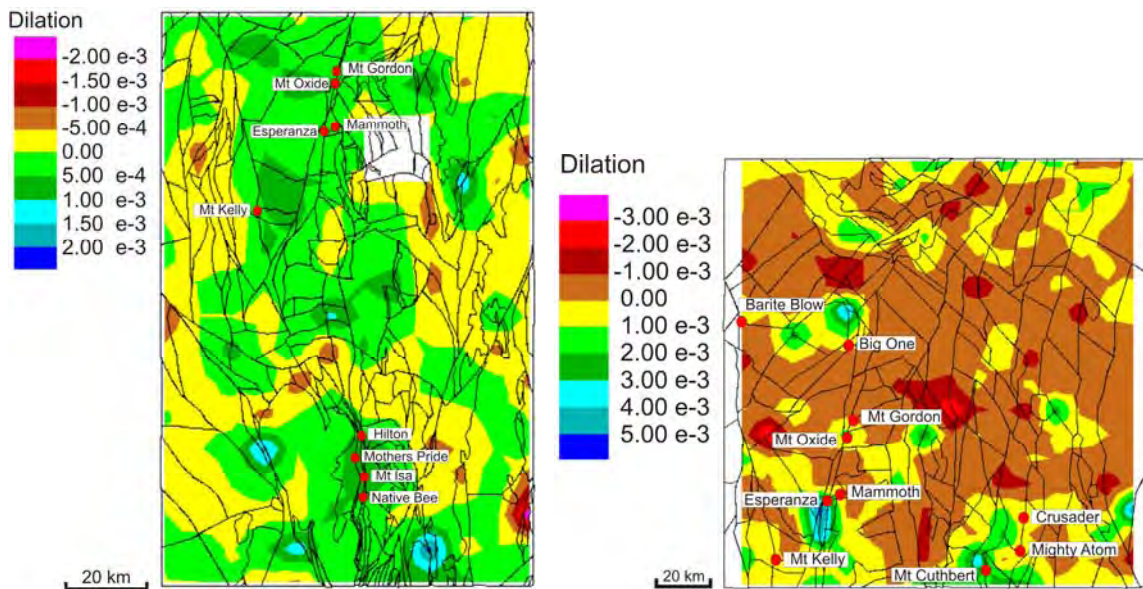 Dilation
-2.00 e-3
-1.50 e-3
-1.00 e-3
-5.00 e-4
0.00
5.00 e-4
1.00 e-3
1.50 e-3
2.00 e-3
Mt Gordon
Mt Oxide
Esperanza
Mammoth
Mt Kelly
Hilton
Mothers Pride
Mt Isa
Native Bee
20 km
Dilation
-3.00 e-3
-2.00 e-3
-1.00 e-3
0.00
1.00 e-3
2.00 e-3
3.00 e-3
4.00 e-3
5.00 e-3
Barite Blow
Big One
Mt Gordon
Mt Oxide
Esperanza
Mammoth
Crusader
Mt Kelly
Mighty Atom
Mt Cuthbert
20 km